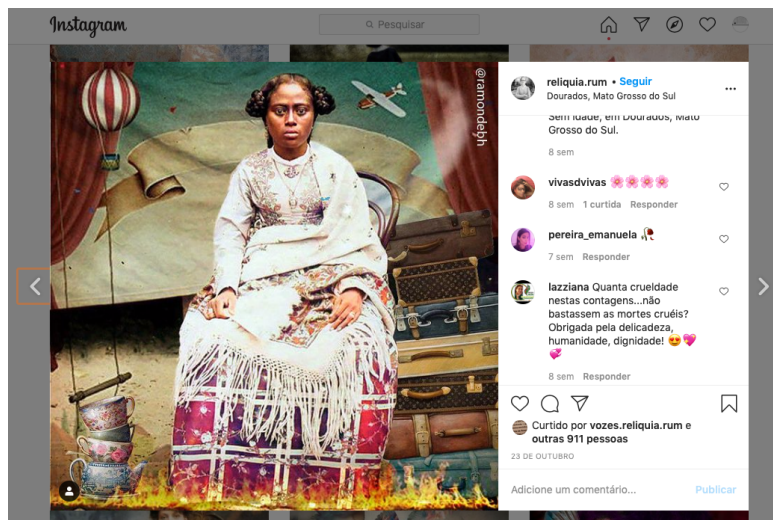 Instagram
Pesquisar
@ramondebh
reliquia.rum • Seguir
Dourados, Mato Grosso do Sul
Sem idade, em Dourados, Mato
Grosso do Sul.
8 sem
vivasdvivas 🌸🌸🌸🌸
8 sem 1 curtida Responder
pereira_emanuela 🥀
7 sem Responder
lazziana Quanta crueldade
nestas contagens...não
bastassem as mortes cruéis?
Obrigada pela delicadeza,
humanidade, dignidade! 😍💖
💞
8 sem Responder
Curtido por vozes.reliquia.rum e
outras 911 pessoas
23 DE OUTUBRO
Adicione um comentário... Publicar